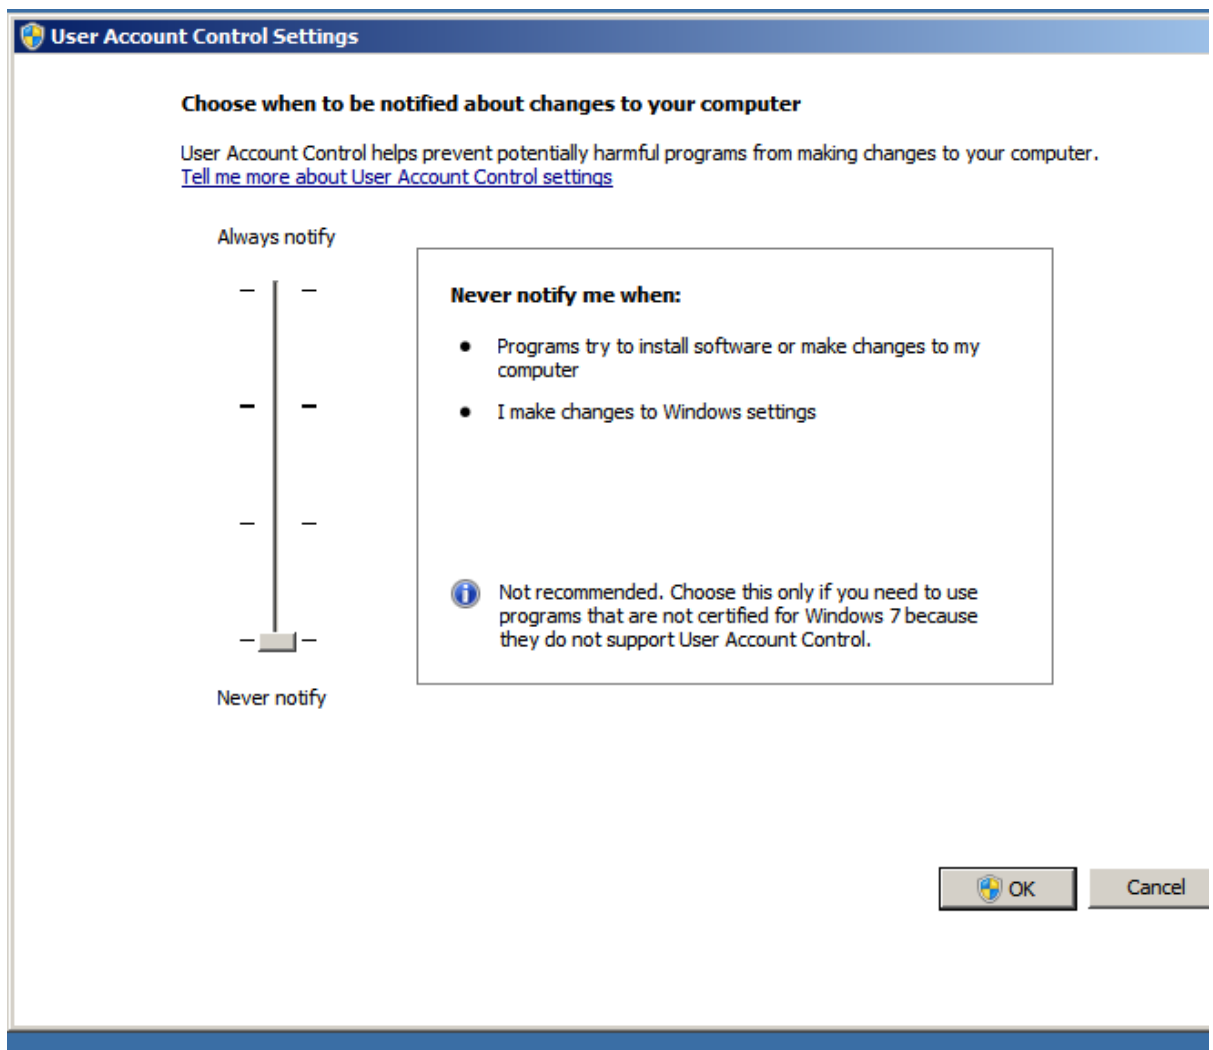 User Account Control Settings
Choose when to be notified about changes to your computer
User Account Control helps prevent potentially harmful programs from making changes to your computer.
Tell me more about User Account Control settings
Always notify
Never notify me when:
Programs try to install software or make changes to my
computer
I make changes to Windows settings
Not recommended. Choose this only if you need to use
programs that are not certified for Windows 7 because
they do not support User Account Control.
Never notify
OK
Cancel